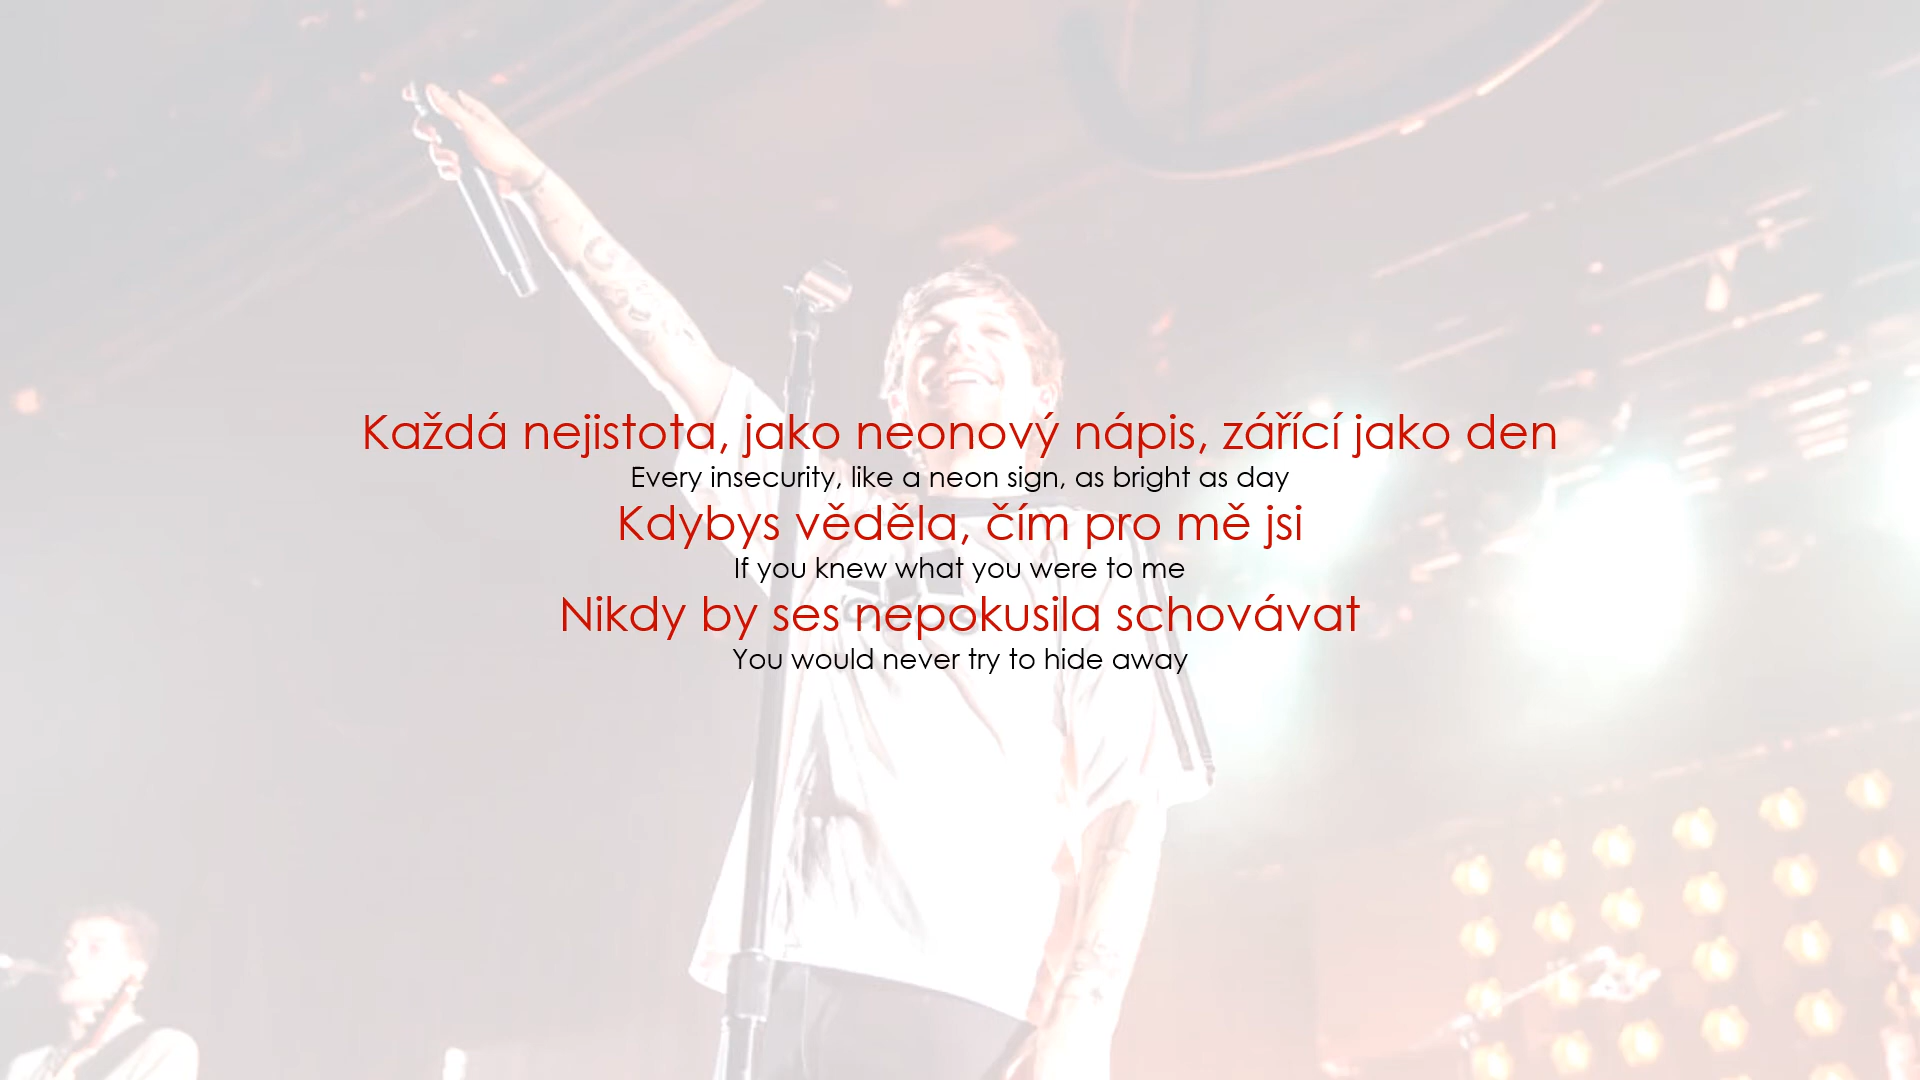 Každá nejistota, jako neonový nápis, zářící jako den
Every insecurity, like a neon sign, as bright as day
Kdybys věděla, čím pro mě jsi
If you knew what you were to me
Nikdy by ses nepokusila schovávat
You would never try to hide away